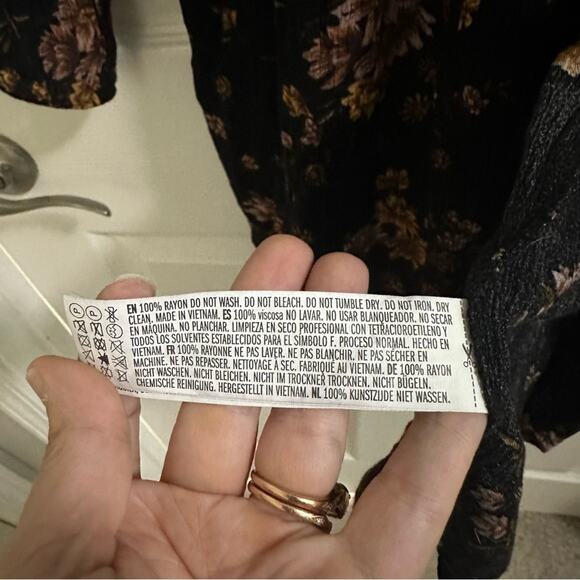 EN 100% RAYON DO NOT WASH. DO NOT BLEACH. DO NOT TUMBLE DRY. DO NOT IRON. DRY
CLEAN. MADE IN VIETNAM. ES 100% viscosa NO LAVAR. NO USAR BLANQUEADOR. NO SECAR
EN MÁQUINA. NO PLANCHAR. LIMPIEZA EN SECO PROFESIONAL CON TETRACLOROETILENO Y
TODOS LOS SOLVENTES ESTABLECIDOS PARA EL SÍMBOLO F. PROCESO NORMAL. HECHO EN
VIETNAM. FR 100% RAYONNE NE PAS LAVER. NE PAS BLANCHIR. NE PAS SÉCHER EN
MACHINE. NE PAS REPASSER. NETTOYAGE À SEC. FABRIQUÉ AU VIETNAM. DE 100% RAYON
NICHT WASCHEN. NICHT BLEICHEN. NICHT IM TROCKNER TROCKNEN. NICHT BÜGELN.
CHEMISCHE REINIGUNG. HERGESTELLT IN VIETNAM. NL 100% KUNSTZIJDE NIET WASSEN.